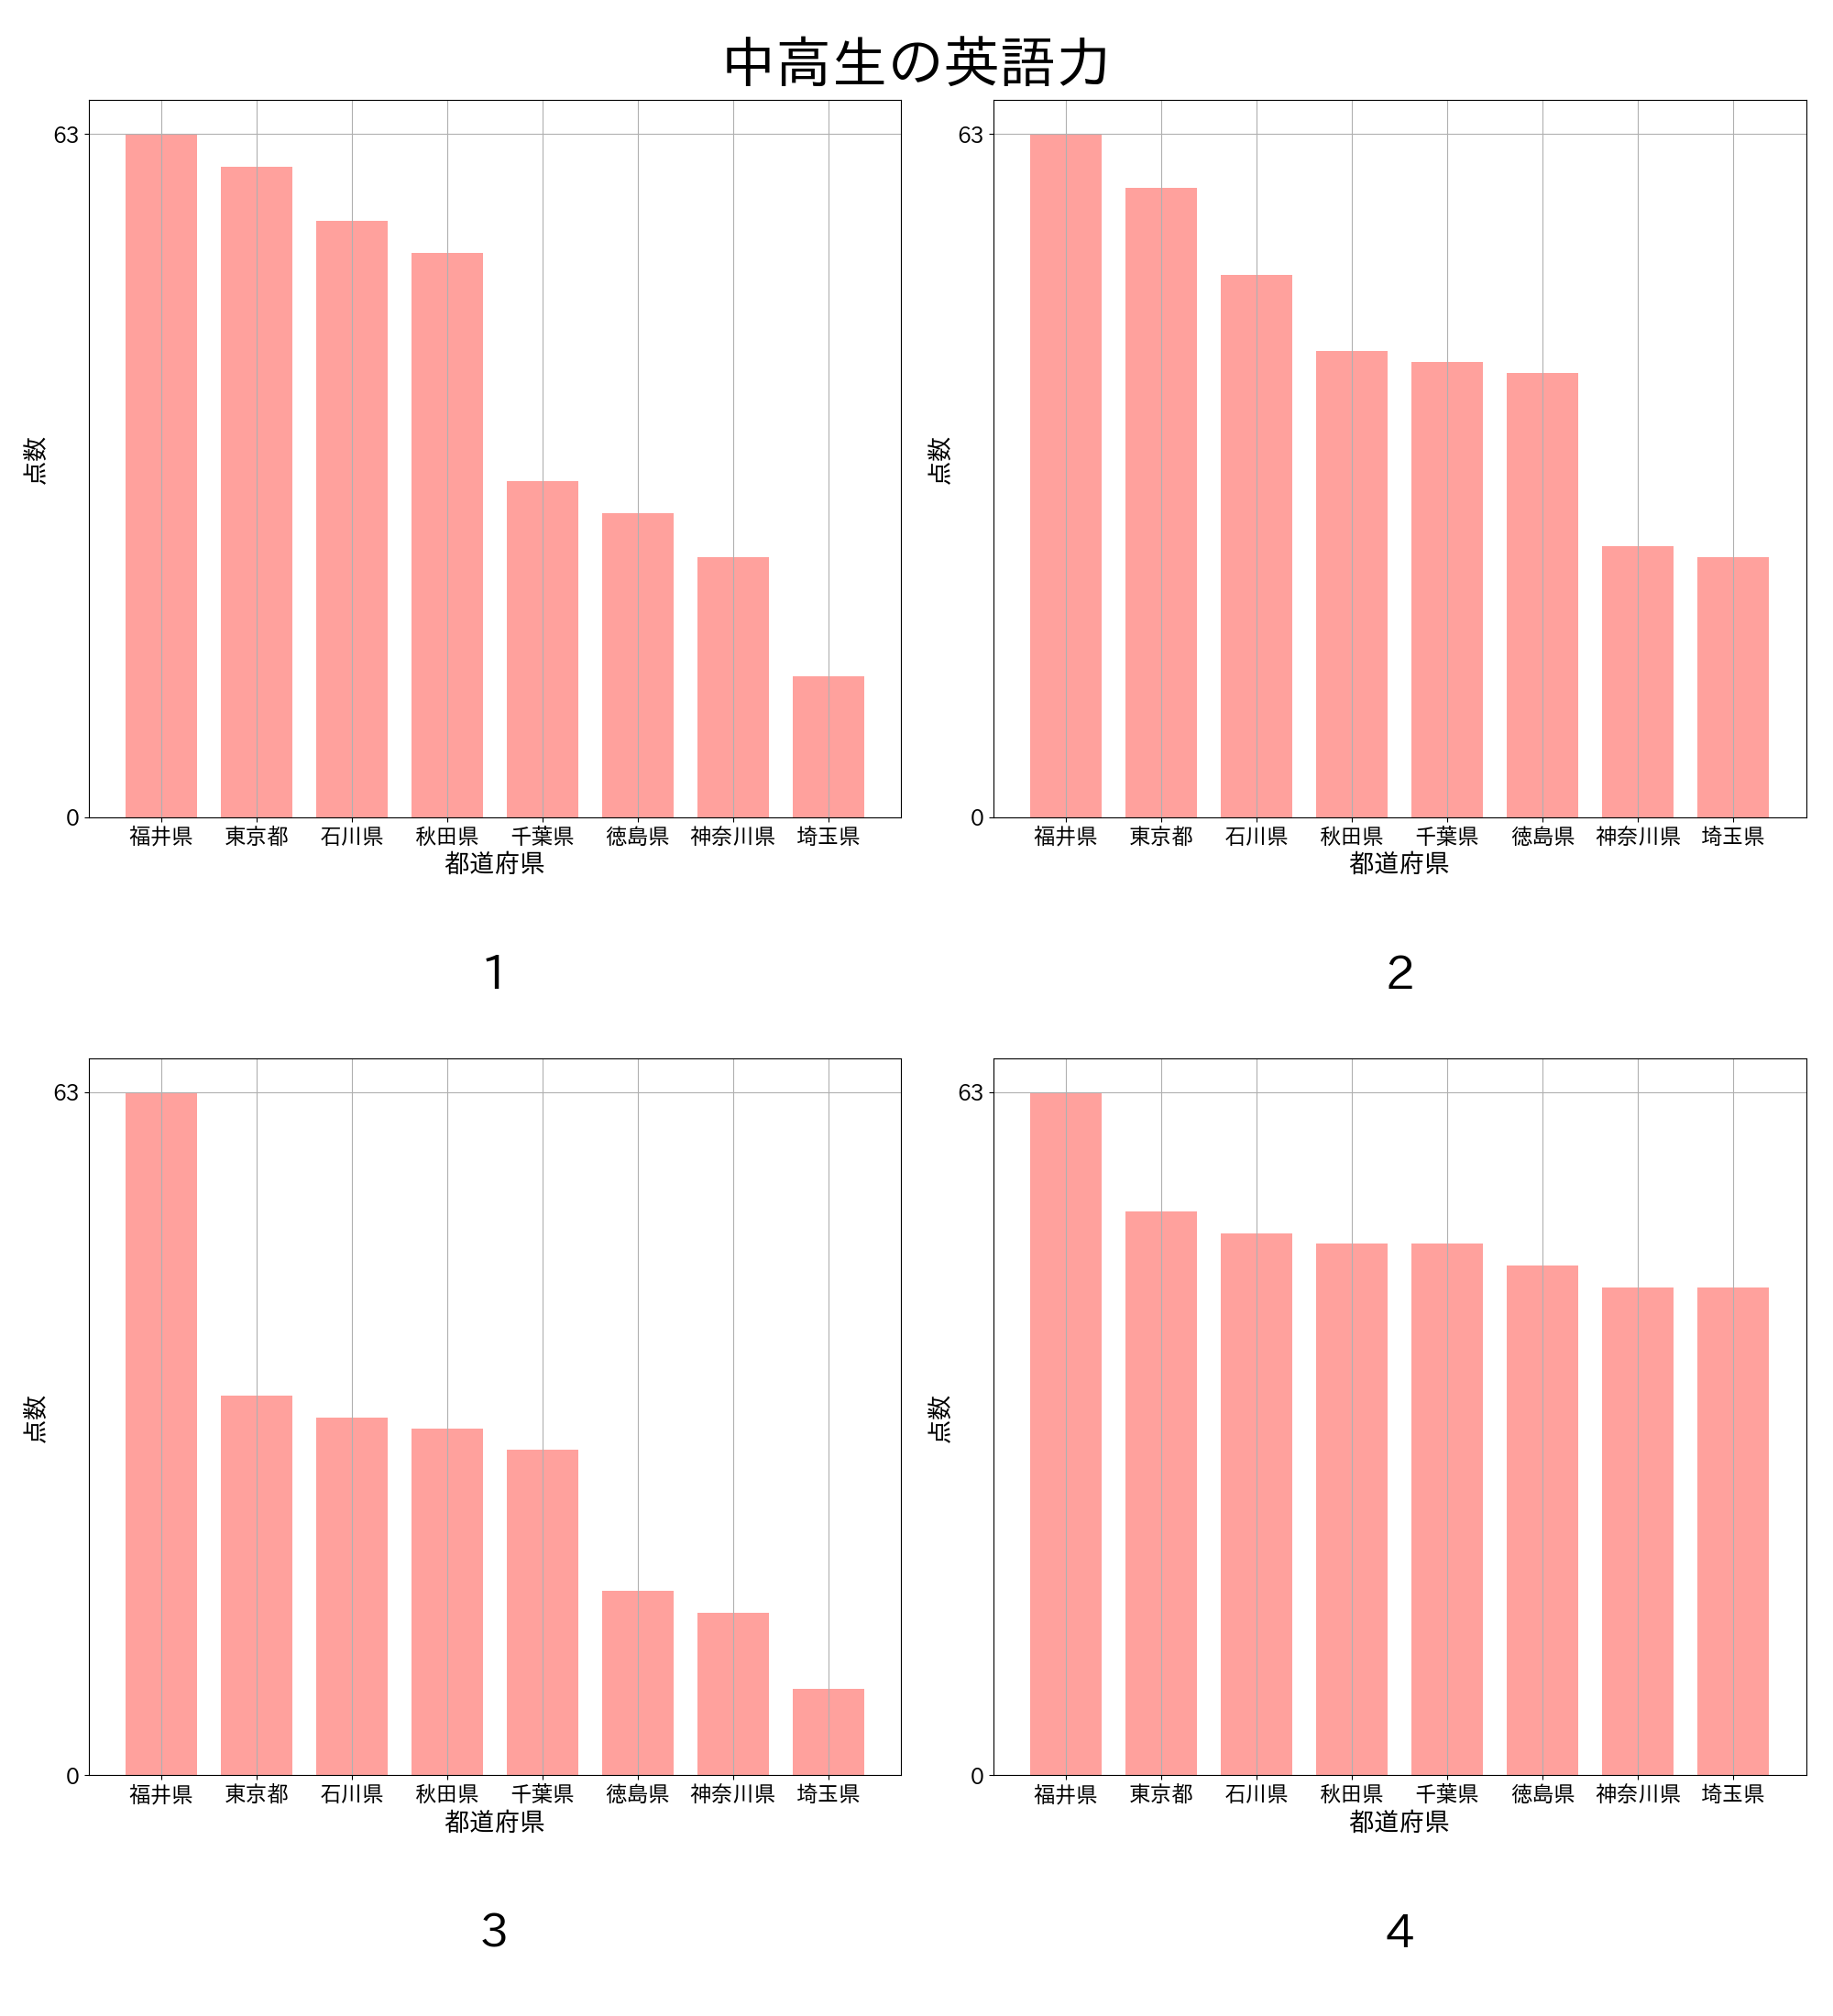 中高生の英語力
63
点数
0
福井県 東京都 石川県 秋田県 千葉県 徳島県 神奈川県 埼玉県
都道府県
1
63
点数
0
福井県 東京都 石川県 秋田県 千葉県 徳島県 神奈川県 埼玉県
都道府県
2
63
点数
0
福井県 東京都 石川県 秋田県 千葉県 徳島県 神奈川県 埼玉県
都道府県
3
63
点数
0
福井県 東京都 石川県 秋田県 千葉県 徳島県 神奈川県 埼玉県
都道府県
4